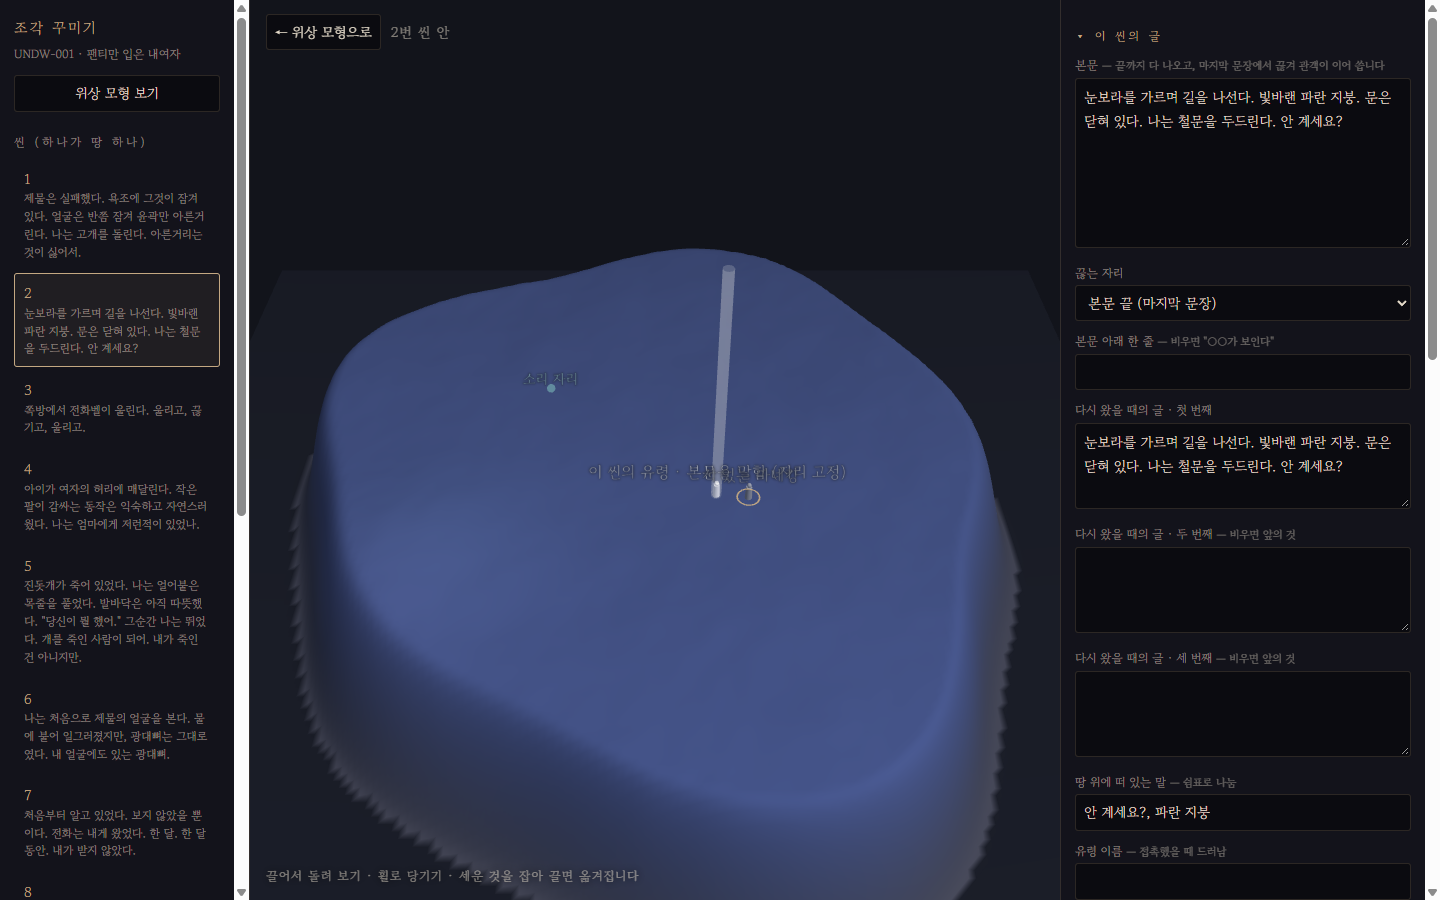 조각 꾸미기
UNDW-001 · 팬티만 입은 내여자
위상 모형 보기
씬 (하나가 땅 하나)
1
제물은 실패했다. 욕조에 그것이 잠겨
있다. 얼굴은 반쯤 잠겨 윤곽만 아른거
린다. 나는 고개를 돌린다. 아른거리는
것이 싫어서.
2
눈보라를 가르며 길을 나선다. 빛바랜
파란 지붕. 문은 닫혀 있다. 나는 철문
을 두드린다. 안 계세요?
3
쪽방에서 전화벨이 울린다. 울리고, 끊
기고, 울리고.
4
아이가 여자의 허리에 매달린다. 작은
팔이 감싸는 동작은 익숙하고 자연스러
웠다. 나는 엄마에게 저런적이 있었나.
5
진돗개가 죽어 있었다. 나는 얼어붙은
목줄을 풀었다. 발바닥은 아직 따뜻했
다. "당신이 뭘 했어." 그순간 나는 뛰었
다. 개를 죽인 사람이 되어. 내가 죽인
건 아니지만.
6
나는 처음으로 제물의 얼굴을 본다. 물
에 불어 일그러졌지만, 광대뼈는 그대로
였다. 내 얼굴에도 있는 광대뼈.
7
처음부터 알고 있었다. 보지 않았을 뿐
이다. 전화는 내게 왔었다. 한 달. 한 달
동안. 내가 받지 않았다.
8
← 위상 모형으로
2번 씬 안
소리 자리
이 씬의 유령 · 본문을 말함 (자리 고정)
끌어서 돌려 보기 · 휠로 당기기 · 세운 것을 잡아 끌면 옮겨집니다
▾ 이 씬의 글
본문 — 끝까지 다 나오고, 마지막 문장에서 끊겨 관객이 이어 씁니다
눈보라를 가르며 길을 나선다. 빛바랜 파란 지붕. 문은
닫혀 있다. 나는 철문을 두드린다. 안 계세요?
끊는 자리
본문 끝 (마지막 문장)
본문 아래 한 줄 — 비우면 "○○가 보인다"
다시 왔을 때의 글 · 첫 번째
눈보라를 가르며 길을 나선다. 빛바랜 파란 지붕. 문은
닫혀 있다. 나는 철문을 두드린다. 안 계세요?
다시 왔을 때의 글 · 두 번째 — 비우면 앞의 것
다시 왔을 때의 글 · 세 번째 — 비우면 앞의 것
땅 위에 떠 있는 말 — 쉼표로 나눔
안 계세요?, 파란 지붕
유령 이름 — 접촉했을 때 드러남